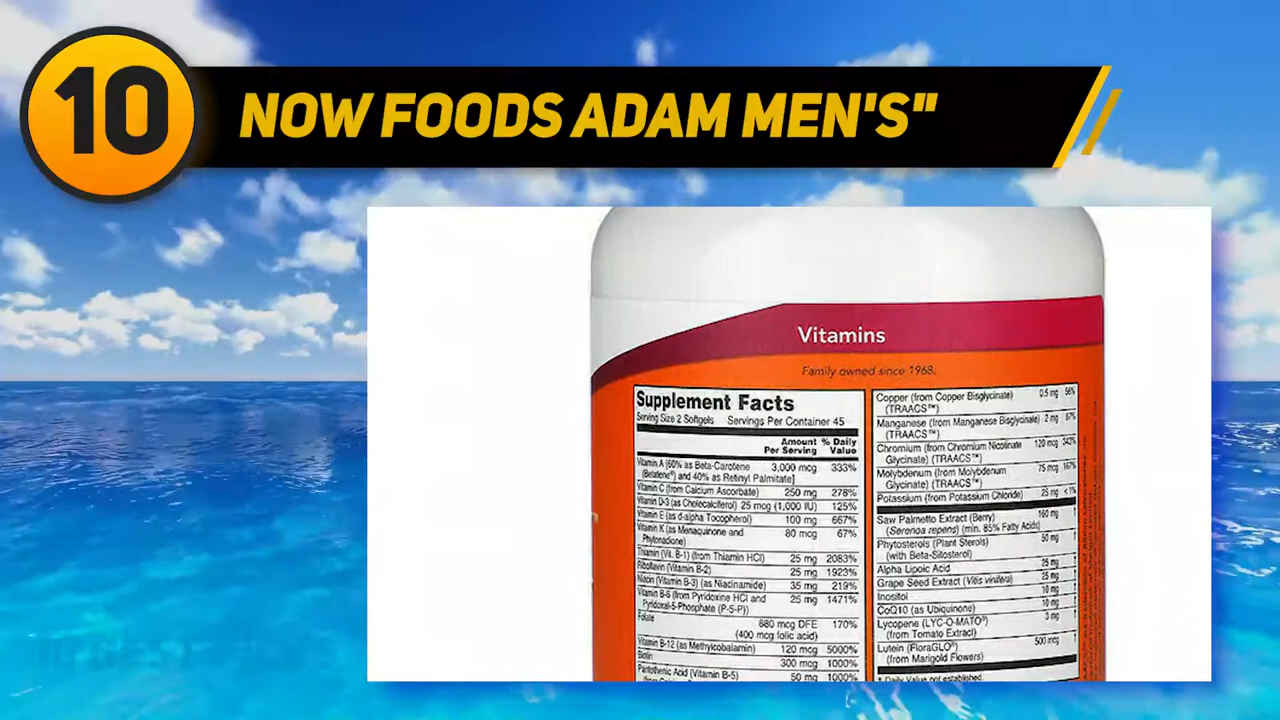 10
NOW FOODS ADAM MEN'S"
Vitamins
Family owned since 1968.
Supplement Facts
Serving Size 2 Softgels Servings Per Container 45
Amount Per Serving % Daily Value
Vitamin A [60% as Beta-Carotene 3,000 mcg 333%
(Betatene®) and 40% as Retinyl Palmitate]
Vitamin C (from Calcium Ascorbate) 250 mg 278%
Vitamin D-3 (as Cholecalciferol) 25 mcg (1,000 IU) 125%
Vitamin E (as d-alpha Tocopherol) 100 mg 667%
Vitamin K (as Menaquinone and 80 mcg 67%
Phytonadione)
Thiamin (Vit. B-1) (from Thiamin HCl) 25 mg 2083%
Riboflavin (Vitamin B-2) 25 mg 1923%
Niacin (Vitamin B-3) (as Niacinamide) 35 mg 219%
Vitamin B-6 (from Pyridoxine HCl and 25 mg 1471%
Pyridoxal-5-Phosphate (P-5-P))
Folate 680 mcg DFE 170%
(400 mcg folic acid)
Vitamin B-12 (as Methylcobalamin) 120 mcg 5000%
Biotin 300 mcg 1000%
Pantothenic Acid (Vitamin B-5) 50 mg 1000%
Copper (from Copper Bisglycinate) 0.5 mg 56%
(TRAACS™)
Manganese (from Manganese Bisglycinate) 2 mg 87%
(TRAACS™)
Chromium (from Chromium Nicotinate 120 mcg 343%
Glycinate) (TRAACS™)
Molybdenum (from Molybdenum 75 mcg 167%
Glycinate) (TRAACS™)
Potassium (from Potassium Chloride) 25 mg <1%
Saw Palmetto Extract (Berry) 160 mg †
(Serenoa repens) (min. 85% Fatty Acids)
Phytosterols (Plant Sterols) 50 mg †
(with Beta-Sitosterol)
Alpha Lipoic Acid 25 mg †
Grape Seed Extract (Vitis vinifera) 25 mg †
Inositol 10 mg †
CoQ10 (as Ubiquinone) 10 mg †
Lycopene (LYC-O-MATO®) 3 mg †
(from Tomato Extract)
Lutein (FloraGLO®) 500 mcg †
(from Marigold Flowers)
† Daily Value not established.